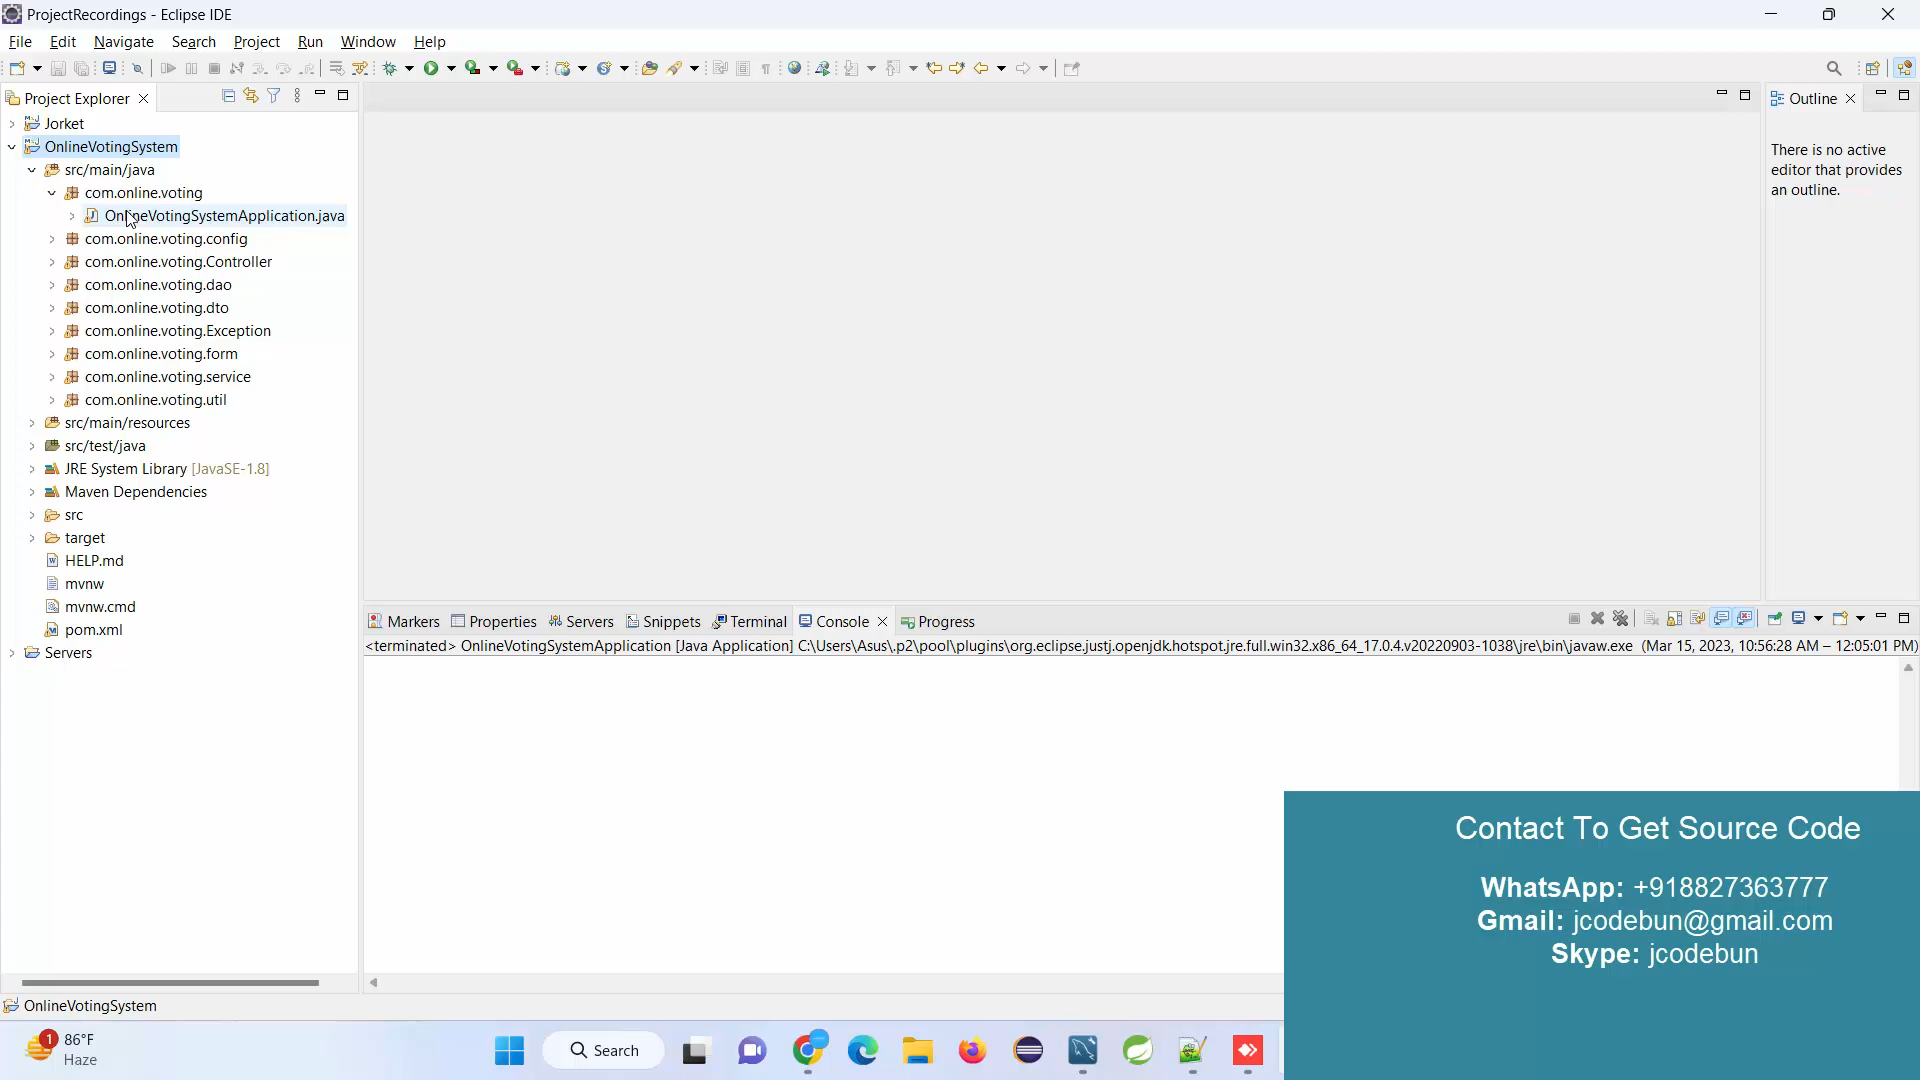 ProjectRecordings - Eclipse IDE
File Edit Navigate Search Project Run Window Help
Project Explorer
Outline
Jorket
OnlineVotingSystem
src/main/java
com.online.voting
OnlineVotingSystemApplication.java
com.online.voting.config
com.online.voting.Controller
com.online.voting.dao
com.online.voting.dto
com.online.voting.Exception
com.online.voting.form
com.online.voting.service
com.online.voting.util
src/main/resources
src/test/java
JRE System Library [JavaSE-1.8]
Maven Dependencies
src
target
HELP.md
mvnw
mvnw.cmd
pom.xml
Servers
There is no active
editor that provides
an outline.
Markers Properties Servers Snippets Terminal Console Progress
<terminated> OnlineVotingSystemApplication [Java Application] C:\Users\Asus\.p2\pool\plugins\org.eclipse.justj.openjdk.hotspot.jre.full.win32.x86_64_17.0.4.v20220903-1038\jre\bin\javaw.exe (Mar 15, 2023, 10:56:28 AM – 12:05:01 PM)
Contact To Get Source Code
WhatsApp: +918827363777
Gmail: jcodebun@gmail.com
Skype: jcodebun
OnlineVotingSystem
1
86°F
Haze
Search